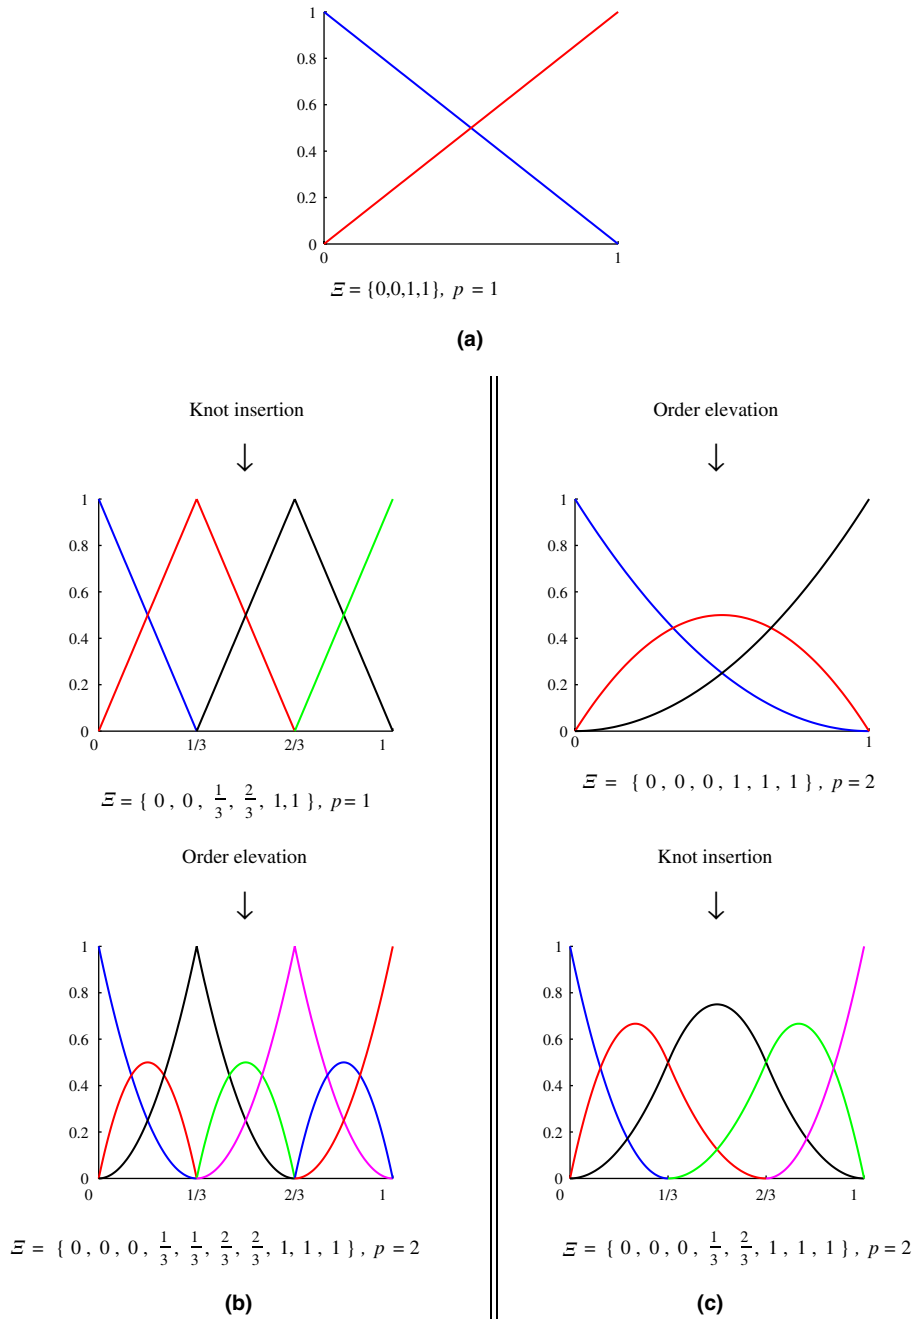 1
0.8
0.6
0.4
0.2
0
0 1
Ξ = {0,0,1,1}, p = 1
(a)
Knot insertion
↓
1
0.8
0.6
0.4
0.2
0
0 1/3 2/3 1
Ξ = { 0 , 0 , 1/3 , 2/3 , 1,1 } , p = 1
Order elevation
↓
1
0.8
0.6
0.4
0.2
0
0 1/3 2/3 1
Ξ = { 0 , 0 , 0 , 1/3 , 1/3 , 2/3 , 2/3 , 1, 1 , 1 } , p = 2
(b)
Order elevation
↓
1
0.8
0.6
0.4
0.2
0
0 1
Ξ = { 0 , 0 , 0 , 1 , 1 , 1 } , p = 2
Knot insertion
↓
1
0.8
0.6
0.4
0.2
0
0 1/3 2/3 1
Ξ = { 0 , 0 , 0 , 1/3 , 2/3 , 1 , 1 , 1 } , p = 2
(c)